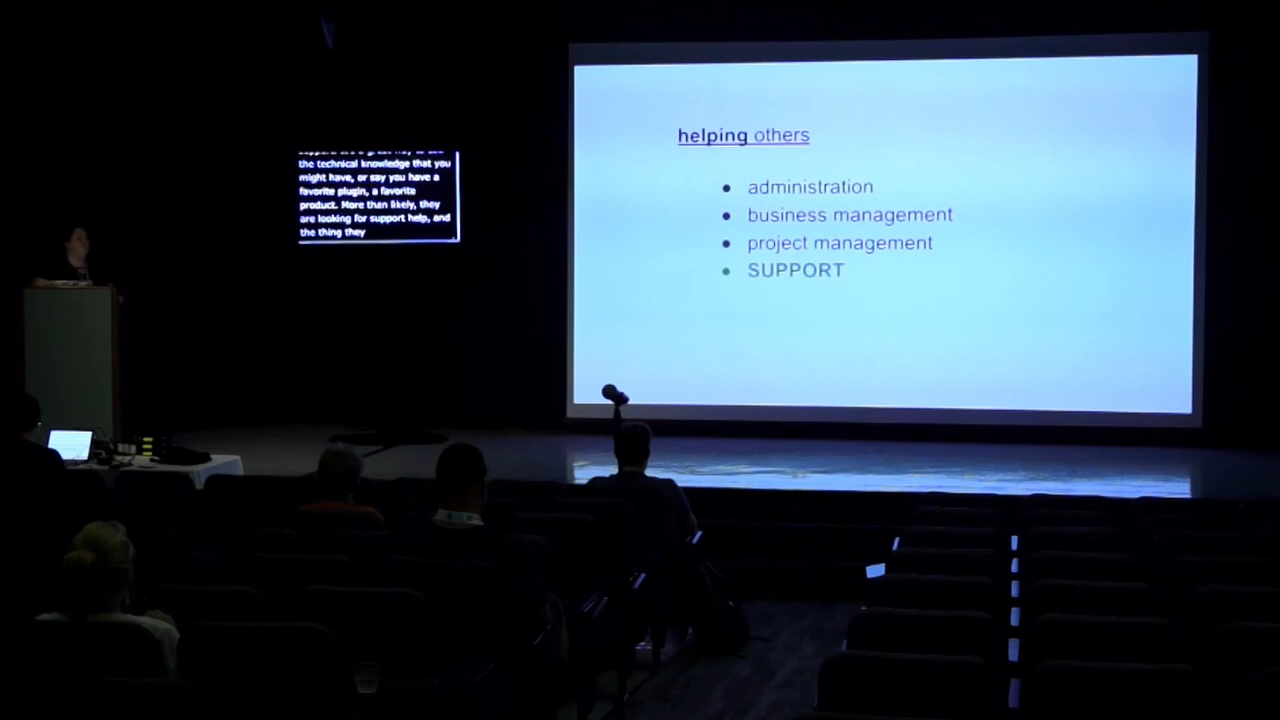 the technical knowledge that you
might have, or say you have a
favorite plugin, a favorite
product. More than likely, they
are looking for support help, and
the thing they
helping others
• administration
• business management
• project management
• SUPPORT